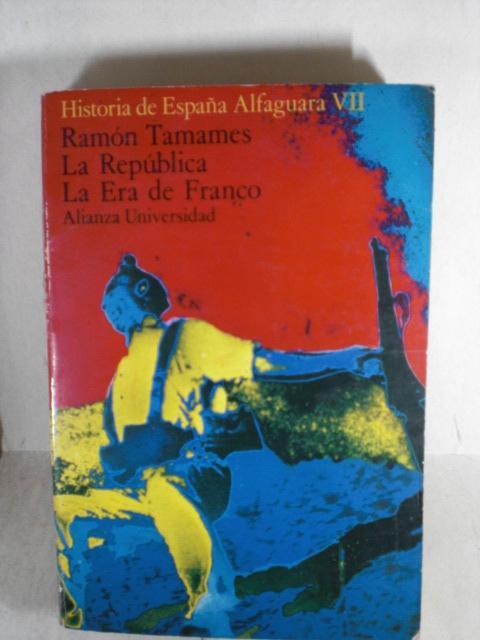 Historia de España Alfaguara VII
Ramón Tamames
La República
La Era de Franco
Alianza Universidad